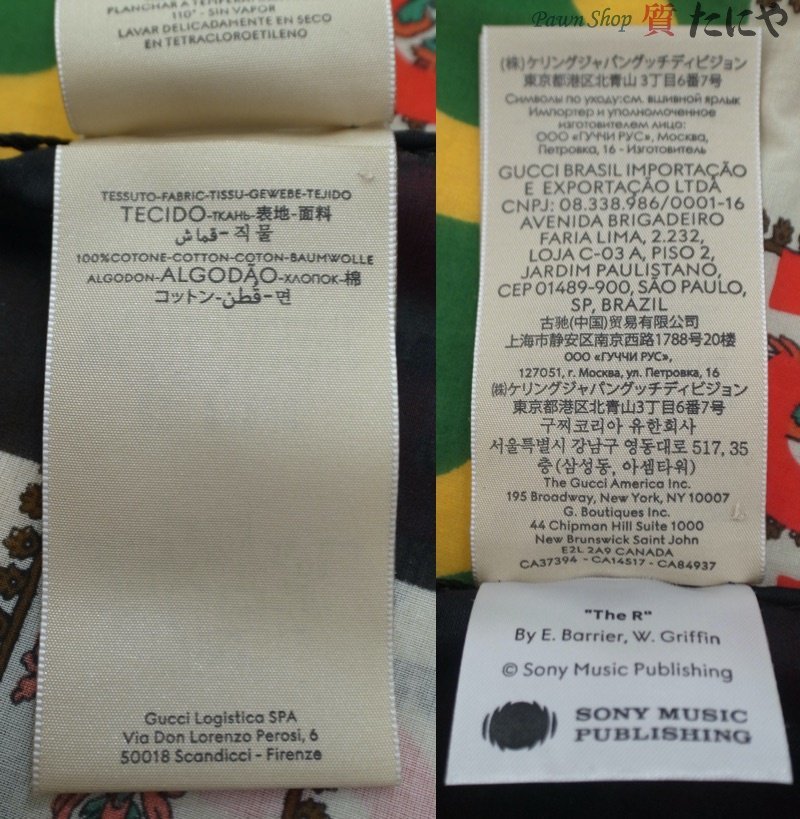 PLANCHAR A TEMPERA
110° - SIN VAPOR
LAVAR DELICADAMENTE EN SECO
EN TETRACLOROETILENO
TESSUTO-FABRIC-TISSU-GEWEBE-TEJIDO
TECIDO-ТКАНЬ-表地-面料
قماش-직물
100%COTONE-COTTON-COTON-BAUMWOLLE
ALGODON-ALGODÃO-ХЛОПОК-棉
コットン-قطن-면
Gucci Logistica SPA
Via Don Lorenzo Perosi, 6
50018 Scandicci - Firenze
Pawn Shop 質 たにや
(株)ケリングジャパングッチディビジョン
東京都港区北青山 3丁目6番7号
Символы по уходу:см. вшивной ярлык
Импортер и уполномоченное
изготовителем лицо:
ООО «ГУЧЧИ РУС», Москва,
Петровка, 16 - Изготовитель
GUCCI BRASIL IMPORTAÇÃO
E EXPORTAÇÃO LTDA
CNPJ: 08.338.986/0001-16
AVENIDA BRIGADEIRO
FARIA LIMA, 2.232,
LOJA C-03 A, PISO 2,
JARDIM PAULISTANO,
CEP 01489-900, SÃO PAULO,
SP, BRAZIL
古驰(中国)贸易有限公司
上海市静安区南京西路1788号20楼
ООО «ГУЧЧИ РУС»,
127051, г. Москва, ул. Петровка, 16
(株)ケリングジャパングッチディビジョン
東京都港区北青山3丁目6番7号
구찌코리아 유한회사
서울특별시 강남구 영동대로 517, 35
층 (삼성동, 아셈타워)
The Gucci America Inc.
195 Broadway, New York, NY 10007
G. Boutiques Inc.
44 Chipman Hill Suite 1000
New Brunswick Saint John
E2L 2A9 CANADA
CA37394 - CA14517 - CA84937
"The R"
By E. Barrier, W. Griffin
© Sony Music Publishing
SONY MUSIC
PUBLISHING